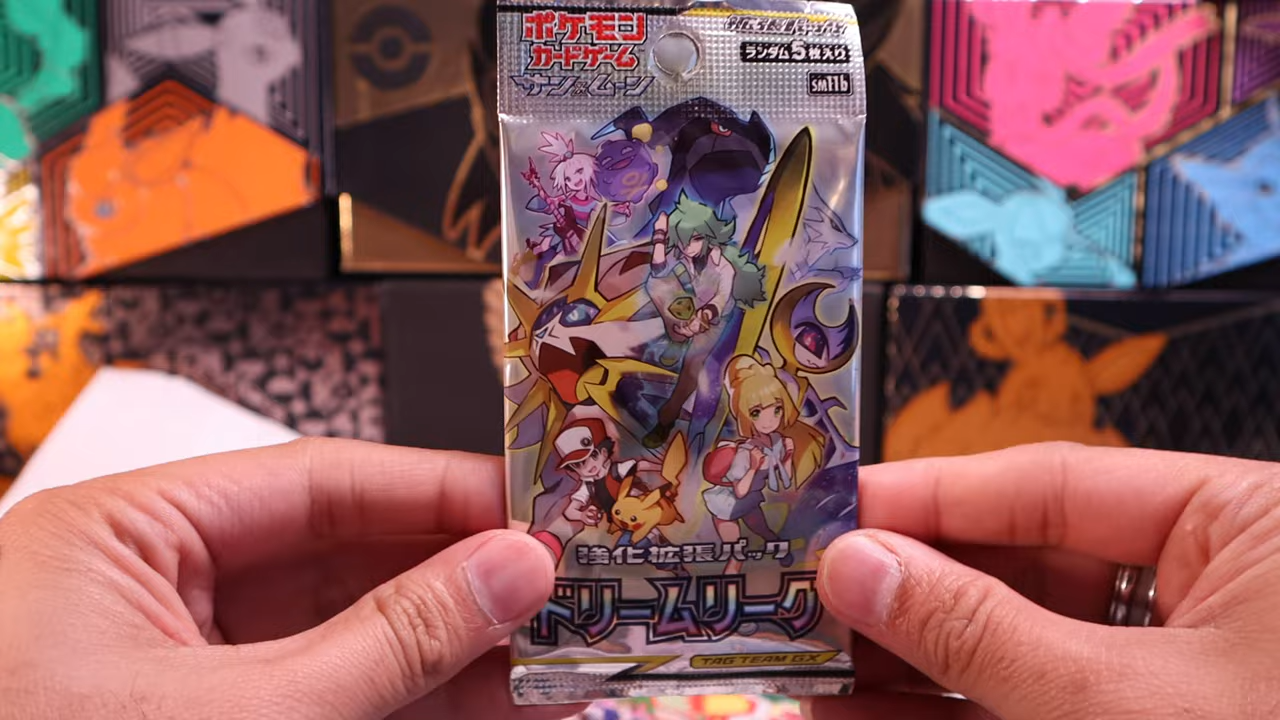 ポケモン
カードゲーム
サン&ムーン
ランダム5枚入り
sm11b
強化拡張パック
ドリームリーグ
TAG TEAM GX